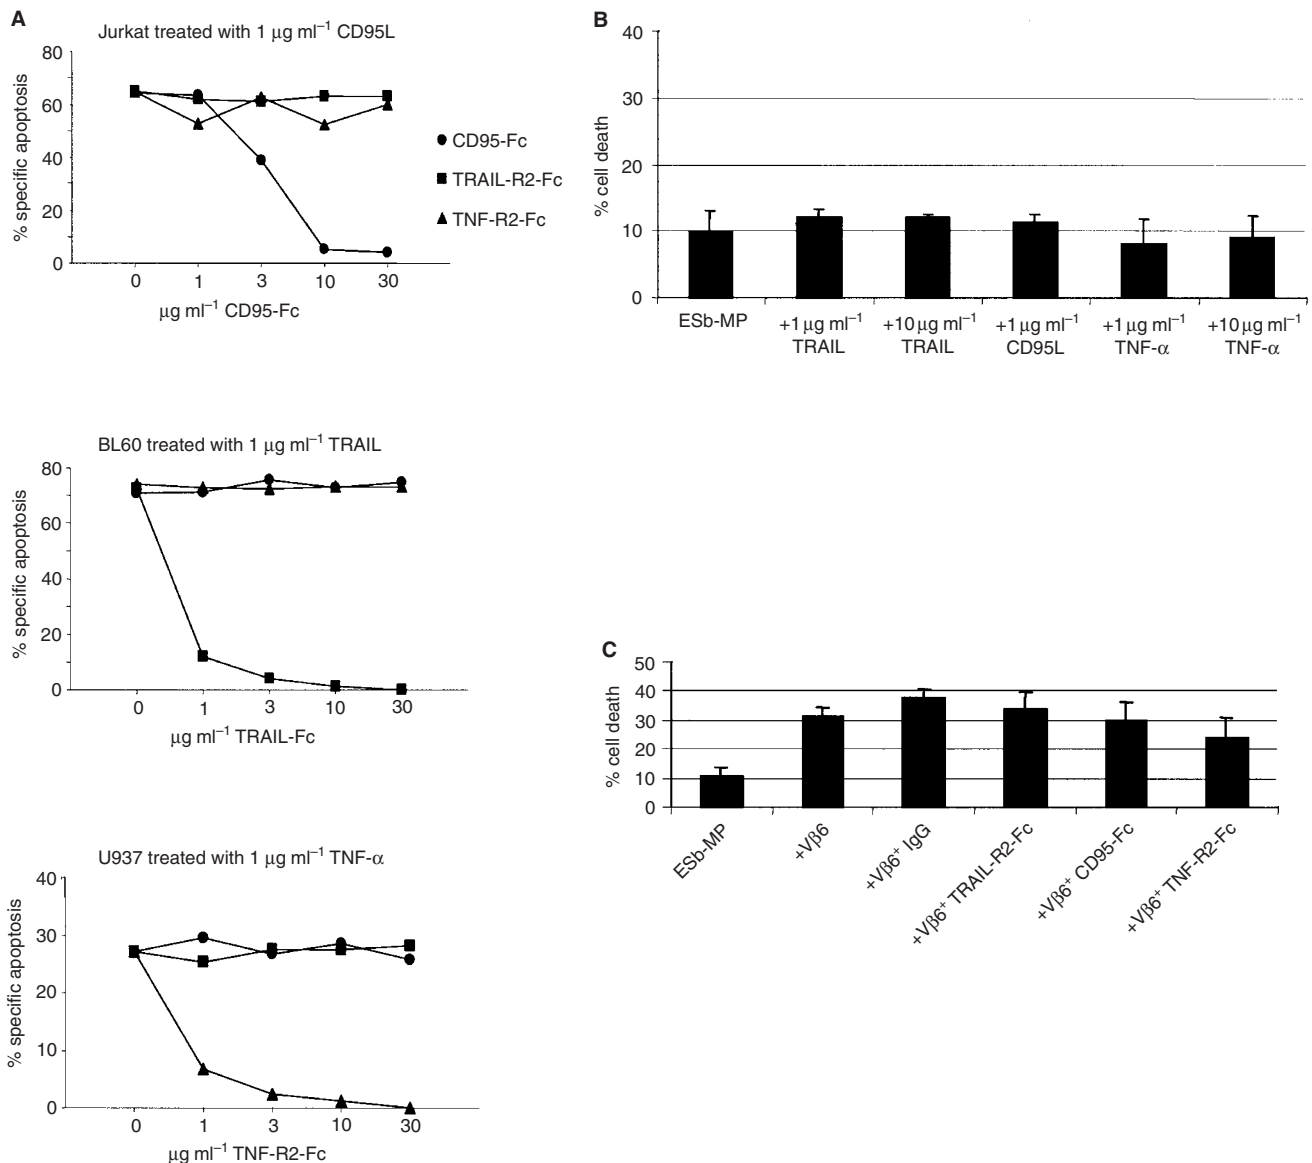 A
Jurkat treated with 1 μg ml⁻¹ CD95L
80
60
40
20
0
% specific apoptosis
0 1 3 10 30
μg ml⁻¹ CD95-Fc
CD95-Fc
TRAIL-R2-Fc
TNF-R2-Fc
BL60 treated with 1 μg ml⁻¹ TRAIL
80
60
40
20
0
% specific apoptosis
0 1 3 10 30
μg ml⁻¹ TRAIL-Fc
U937 treated with 1 μg ml⁻¹ TNF-α
40
30
20
10
0
% specific apoptosis
0 1 3 10 30
μg ml⁻¹ TNF-R2-Fc
B
40
30
20
10
0
% cell death
ESb-MP
+1 μg ml⁻¹
TRAIL
+10 μg ml⁻¹
TRAIL
+1 μg ml⁻¹
CD95L
+1 μg ml⁻¹
TNF-α
+10 μg ml⁻¹
TNF-α
C
50
40
30
20
10
0
% cell death
ESb-MP
+Vβ6
+Vβ6⁺ IgG
+Vβ6⁺ TRAIL-R2-Fc
+Vβ6⁺ CD95-Fc
+Vβ6⁺ TNF-R2-Fc